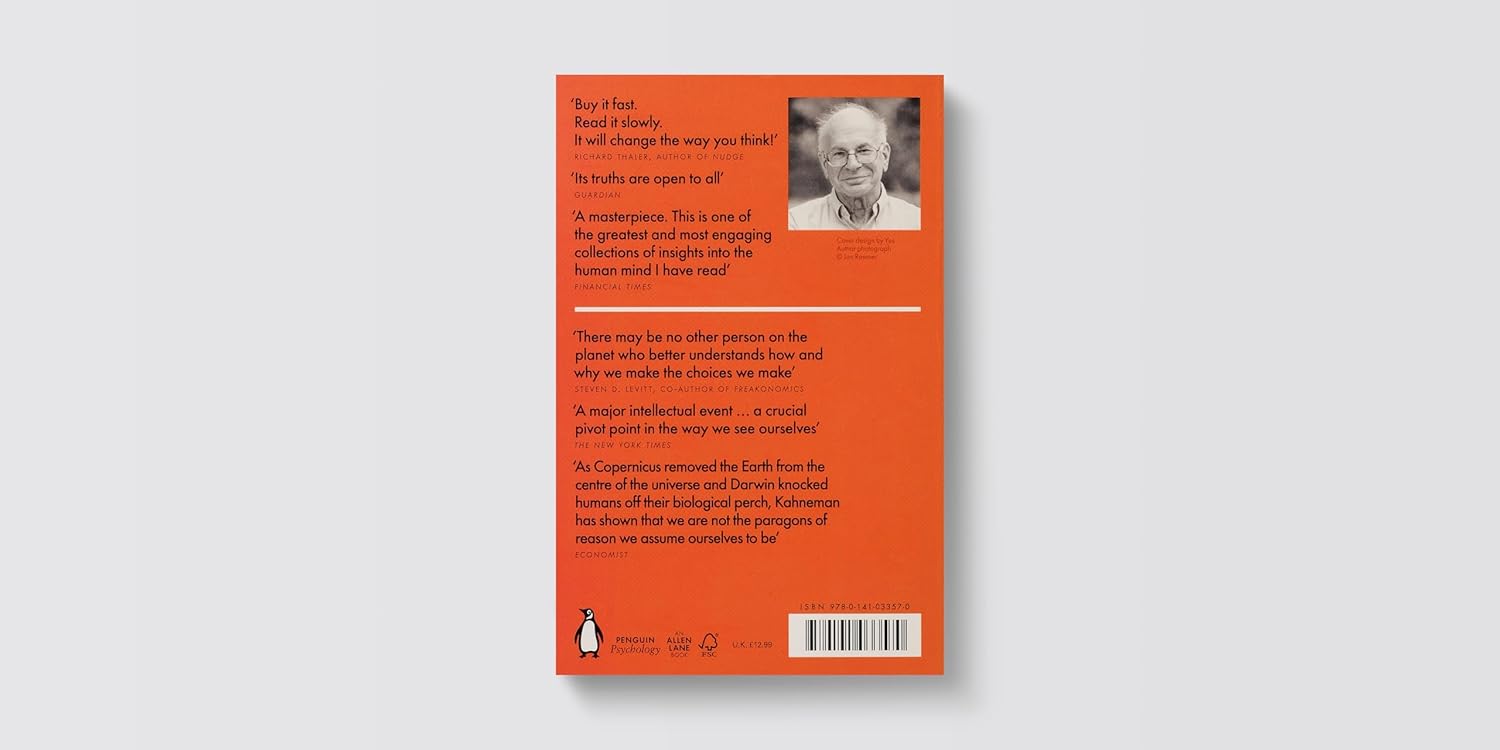 ‘Buy it fast.
Read it slowly.
It will change the way you think!’
RICHARD THALER, AUTHOR OF NUDGE
‘Its truths are open to all’
GUARDIAN
‘A masterpiece. This is one of
the greatest and most engaging
collections of insights into the
human mind I have read’
FINANCIAL TIMES
Cover design by Yes
Author photograph
© Jon Roemer
‘There may be no other person on the
planet who better understands how and
why we make the choices we make’
STEVEN D. LEVITT, CO-AUTHOR OF FREAKONOMICS
‘A major intellectual event ... a crucial
pivot point in the way we see ourselves’
THE NEW YORK TIMES
‘As Copernicus removed the Earth from the
centre of the universe and Darwin knocked
humans off their biological perch, Kahneman
has shown that we are not the paragons of
reason we assume ourselves to be’
ECONOMIST
PENGUIN
Psychology
AN
ALLEN
LANE
BOOK
FSC
U.K. £12.99
ISBN 978-0-141-03357-0